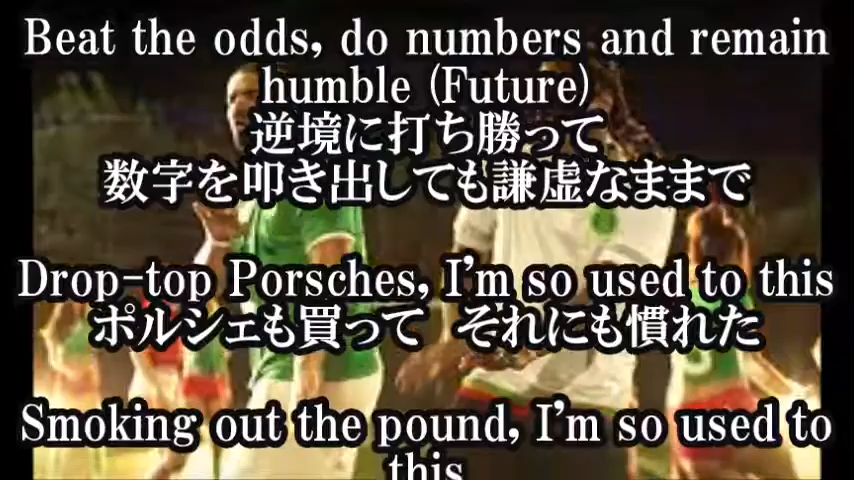 Beat the odds, do numbers and remain
humble (Future)
逆境に打ち勝って
数字を叩き出しても謙虚なままで
Drop-top Porsches, I'm so used to this
ポルシェも買って　それにも慣れた
Smoking out the pound, I'm so used to
this